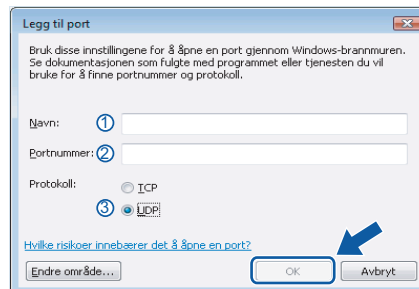 Legg til port
Bruk disse innstillingene for å åpne en port gjennom Windows-brannmuren.
Se dokumentasjonen som fulgte med programmet eller tjenesten du vil
bruke for å finne portnummer og protokoll.
Navn: 1
Portnummer: 2
Protokoll:
TCP
3 UDP
Hvilke risikoer innebærer det å åpne en port?
Endre område...
OK
Avbryt